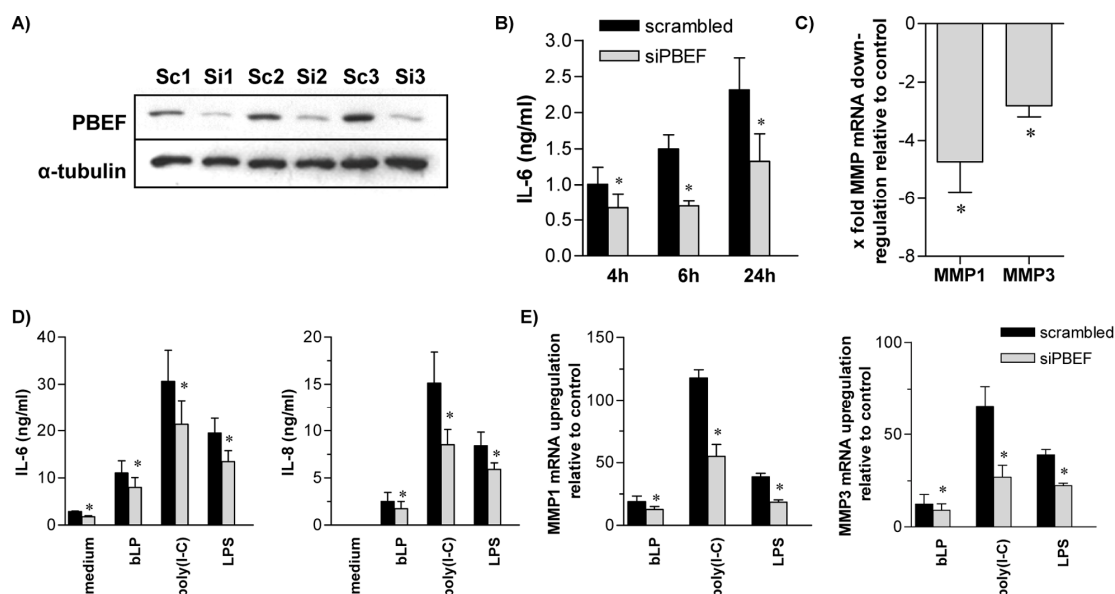 A)
Sc1 Si1 Sc2 Si2 Sc3 Si3
PBEF
α-tubulin
B)
scrambled
siPBEF
IL-6 (ng/ml)
3.0
2.5
2.0
1.5
1.0
0.5
0.0
* * *
4h 6h 24h
C)
x fold MMP mRNA down-
regulation relative to control
0
-2
-4
-6
-8
* *
MMP1 MMP3
D)
IL-6 (ng/ml)
40
30
20
10
0
* * * *
medium
bLP
poly(I-C)
LPS
IL-8 (ng/ml)
20
15
10
5
0
* * *
medium
bLP
poly(I-C)
LPS
E)
MMP1 mRNA upregulation
relative to control
150
100
50
0
* * *
bLP
poly(I-C)
LPS
scrambled
siPBEF
MMP3 mRNA upregulation
relative to control
100
75
50
25
0
* * *
bLP
poly(I-C)
LPS